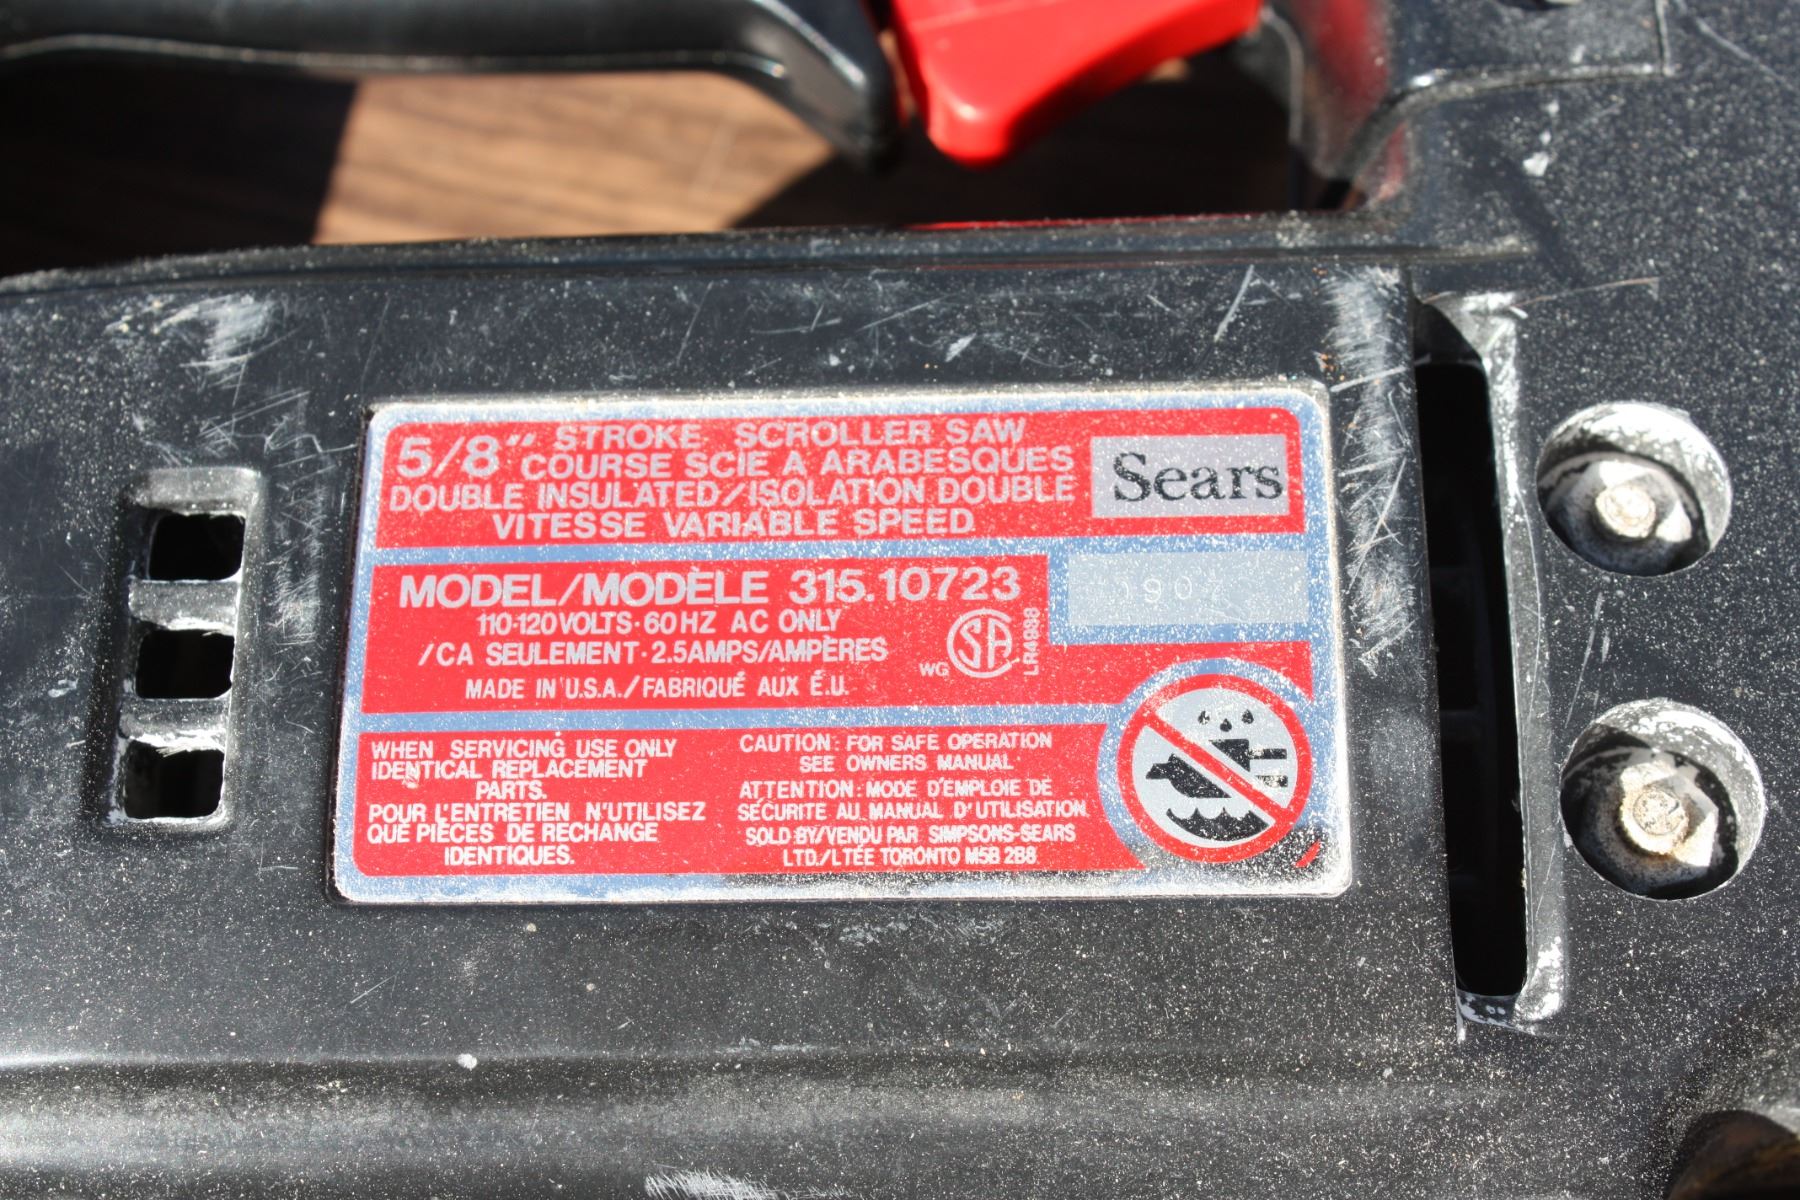 5/8" STROKE SCROLLER SAW
COURSE SCIE A ARABESQUES
DOUBLE INSULATED/ISOLATION DOUBLE
VITESSE VARIABLE SPEED
Sears
MODEL/MODÈLE 315.10723
110-120 VOLTS · 60 HZ AC ONLY
/CA SEULEMENT · 2.5AMPS/AMPÈRES
MADE IN U.S.A./FABRIQUÉ AUX É.U.
WG
SA
LR4988
WHEN SERVICING USE ONLY
IDENTICAL REPLACEMENT
PARTS.
POUR L'ENTRETIEN N'UTILISEZ
QUE PIÈCES DE RECHANGE
IDENTIQUES.
CAUTION: FOR SAFE OPERATION
SEE OWNERS MANUAL
ATTENTION: MODE D'EMPLOIE DE
SÉCURITE AU MANUAL D'UTILISATION
SOLD BY/VENDU PAR SIMPSONS-SEARS
LTD./LTÉE TORONTO M5B 2B8